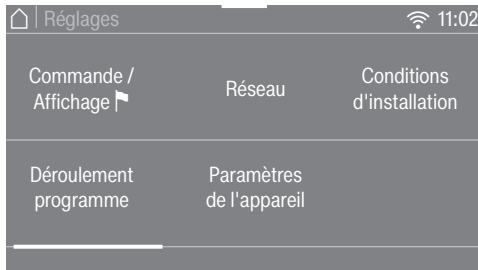 Réglages 11:02
Commande /
Affichage
Réseau
Conditions
d'installation
Déroulement
programme
Paramètres
de l'appareil